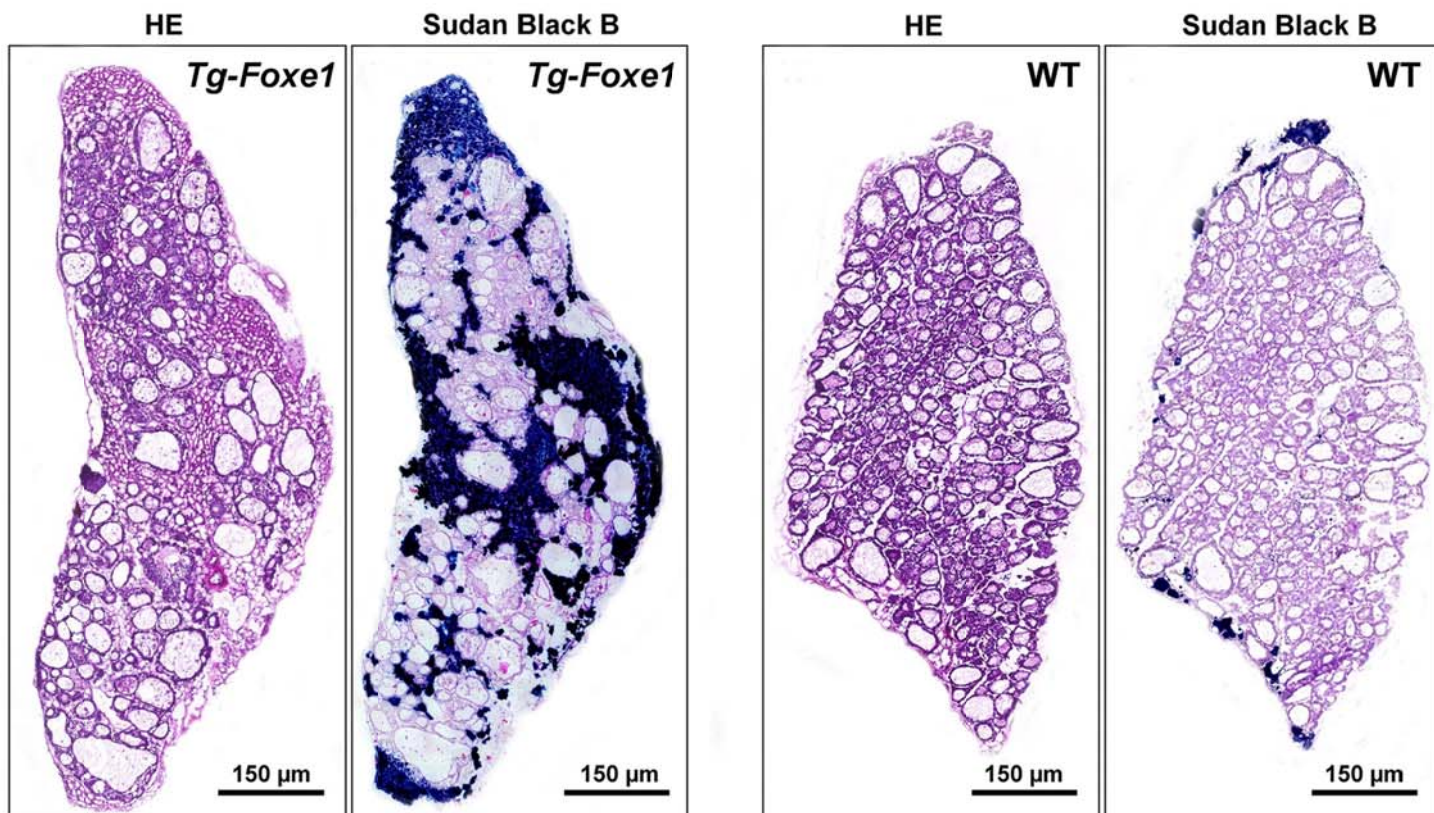 HE
Sudan Black B
HE
Sudan Black B
Tg-Foxe1
Tg-Foxe1
WT
WT
150 µm
150 µm
150 µm
150 µm